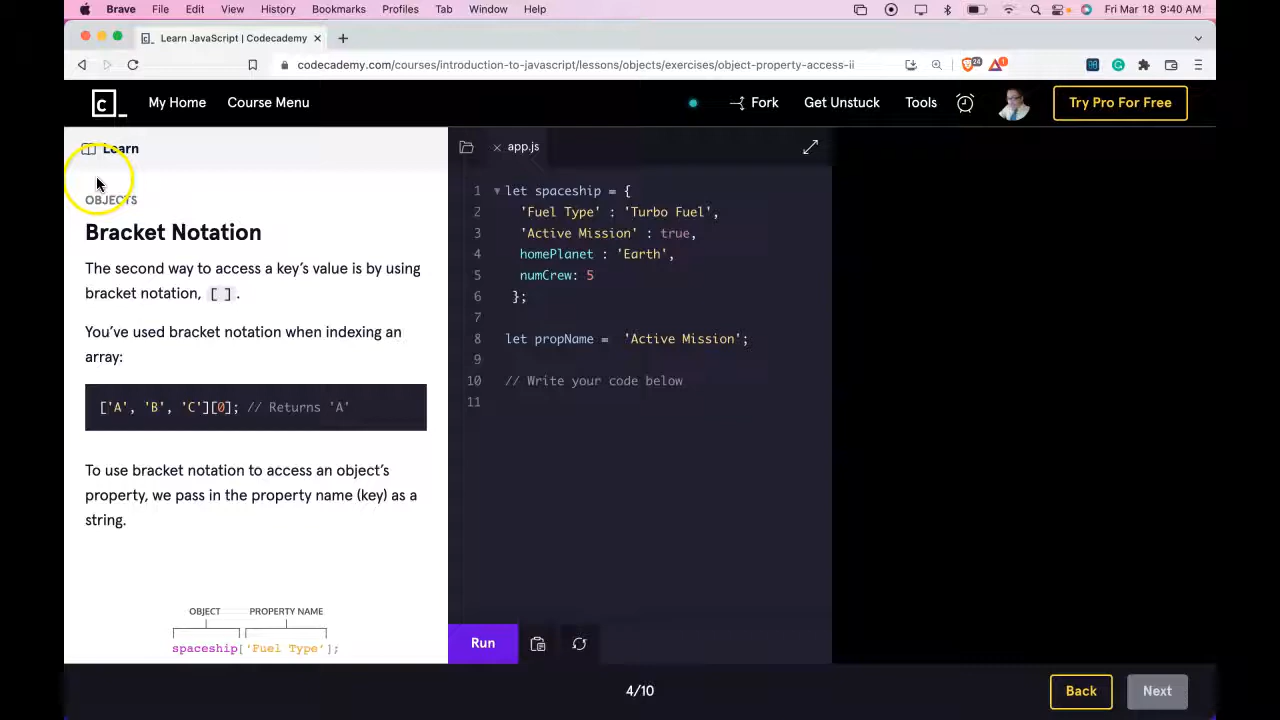 Brave File Edit View History Bookmarks Profiles Tab Window Help Fri Mar 18 9:40 AM
Learn JavaScript | Codecademy
codecademy.com/courses/introduction-to-javascript/lessons/objects/exercises/object-property-access-ii 24 1
C_ My Home Course Menu Fork Get Unstuck Tools Try Pro For Free
Learn
app.js
OBJECTS
Bracket Notation
The second way to access a key's value is by using
bracket notation, [ ] .
You've used bracket notation when indexing an
array:
['A', 'B', 'C'][0]; // Returns 'A'
To use bracket notation to access an object's
property, we pass in the property name (key) as a
string.
OBJECT PROPERTY NAME
spaceship['Fuel Type'];
1 let spaceship = {
2 'Fuel Type' : 'Turbo Fuel',
3 'Active Mission' : true,
4 homePlanet : 'Earth',
5 numCrew: 5
6 };
7
8 let propName =  'Active Mission';
9
10 // Write your code below
11
Run
4/10
Back Next